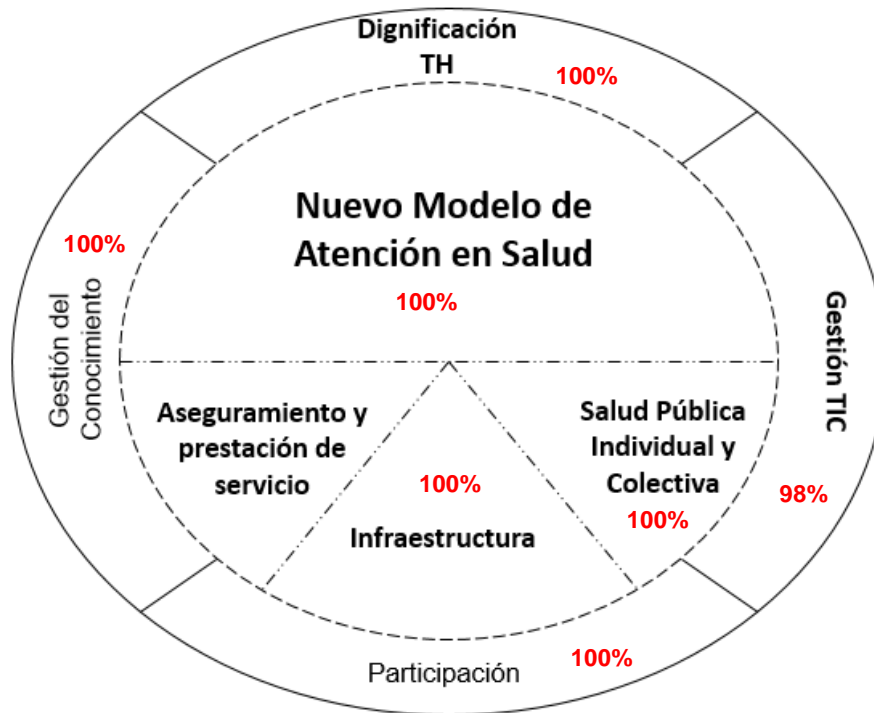 Dignificación
TH
100%
Nuevo Modelo de
Atención en Salud
100%
100%
Gestión del
Conocimiento
Gestión TIC
98%
Aseguramiento y
prestación de
servicio
100%
Infraestructura
Salud Pública
Individual y
Colectiva
100%
Participación
100%